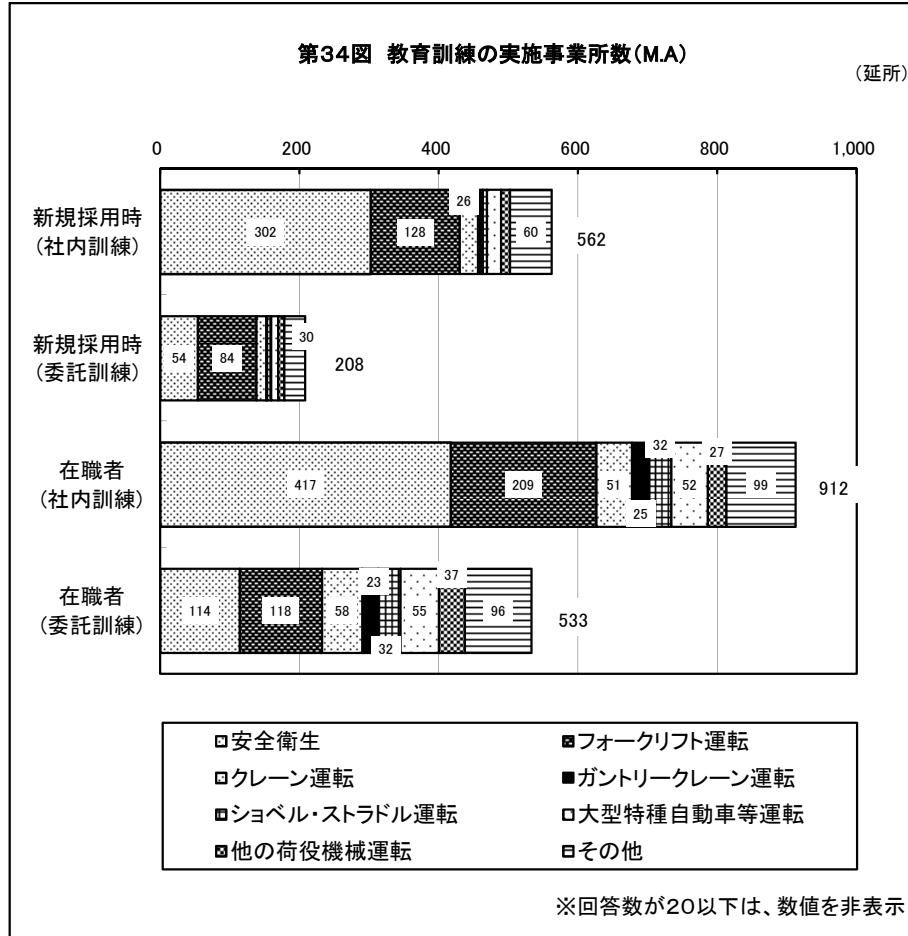 第34図 教育訓練の実施事業所数(M.A)
(延所)
0 200 400 600 800 1,000
新規採用時
(社内訓練)
302 128 26 60 562
新規採用時
(委託訓練)
54 84 30 208
在職者
(社内訓練)
417 209 51 25 32 52 27 99 912
在職者
(委託訓練)
114 118 58 23 32 55 37 96 533
安全衛生 フォークリフト運転
クレーン運転 ガントリークレーン運転
ショベル・ストラドル運転 大型特種自動車等運転
他の荷役機械運転 その他
※回答数が20以下は、数値を非表示